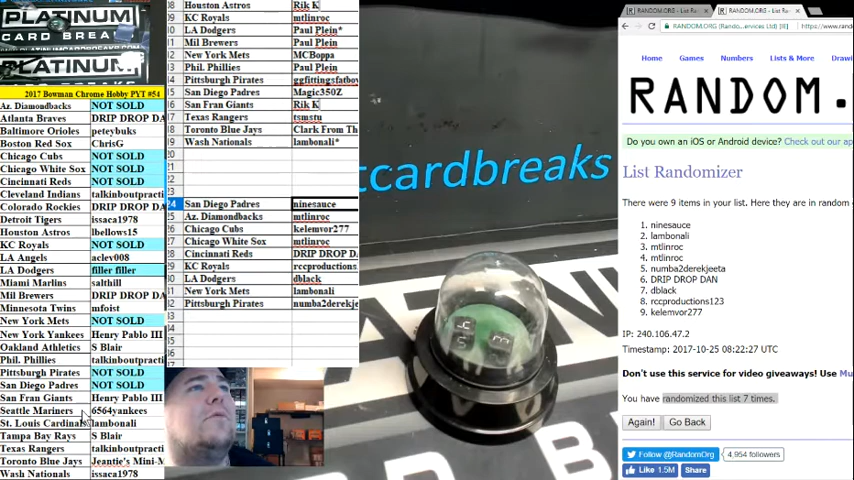 PLATINUM
CARD BREAK
PLATINUM
2017 Bowman Chrome Hobby PYT #54
Az. Diamondbacks NOT SOLD
Atlanta Braves DRIP DROP DA
Baltimore Orioles peteybuks
Boston Red Sox ChrisG
Chicago Cubs NOT SOLD
Chicago White Sox NOT SOLD
Cincinnati Reds NOT SOLD
Cleveland Indians talkinboutpracti
Colorado Rockies DRIP DROP DA
Detroit Tigers issaca1978
Houston Astros lbellows15
KC Royals NOT SOLD
LA Angels aclev008
LA Dodgers filler filler
Miami Marlins salthill
Mil Brewers DRIP DROP DA
Minnesota Twins mfoist
New York Mets NOT SOLD
New York Yankees Henry Pablo III
Oakland Athletics S Blair
Phil. Phillies talkinboutpracti
Pittsburgh Pirates NOT SOLD
San Diego Padres NOT SOLD
San Fran Giants Henry Pablo III
Seattle Mariners 6564yankees
St. Louis Cardinals lambonali
Tampa Bay Rays S Blair
Texas Rangers talkinboutpracti
Toronto Blue Jays Jeantie's Mini-M
Wash Nationals issaca1978
08 Houston Astros Rik K
09 KC Royals mtlinroc
10 LA Dodgers Paul Plein*
11 Mil Brewers Paul Plein
12 New York Mets MCBoppa
13 Phil. Phillies Paul Plein
14 Pittsburgh Pirates ggfittingsfatboy
15 San Diego Padres Magic350Z
16 San Fran Giants Rik K
17 Texas Rangers tsmstu
18 Toronto Blue Jays Clark From Th
19 Wash Nationals lambonali*
20
21
22
23
24 San Diego Padres ninesauce
25 Az. Diamondbacks mtlinroc
26 Chicago Cubs kelemvor277
27 Chicago White Sox mtlinroc
28 Cincinnati Reds DRIP DROP D
29 KC Royals rccproductions
30 LA Dodgers dblack
31 New York Mets lambonali
32 Pittsburgh Pirates numba2derekje
33
34
35
36
ccardbreaks
RANDOM.ORG - List R
RANDOM.ORG - List Ran
RANDOM.ORG (Rando...ervices Ltd) [IE]
https://www.rand
Home Games Numbers Lists & More Drawi
RANDOM.
Do you own an iOS or Android device? Check out our ap
List Randomizer
There were 9 items in your list. Here they are in random
1. ninesauce
2. lambonali
3. mtlinroc
4. mtlinroc
5. numba2derekjeeta
6. DRIP DROP DAN
7. dblack
8. rccproductions123
9. kelemvor277
IP: 240.106.47.2
Timestamp: 2017-10-25 08:22:27 UTC
Don't use this service for video giveaways! Use Mu
You have randomized this list 7 times.
Again! Go Back
Follow @RandomOrg 4,954 followers
Like 1.5M Share